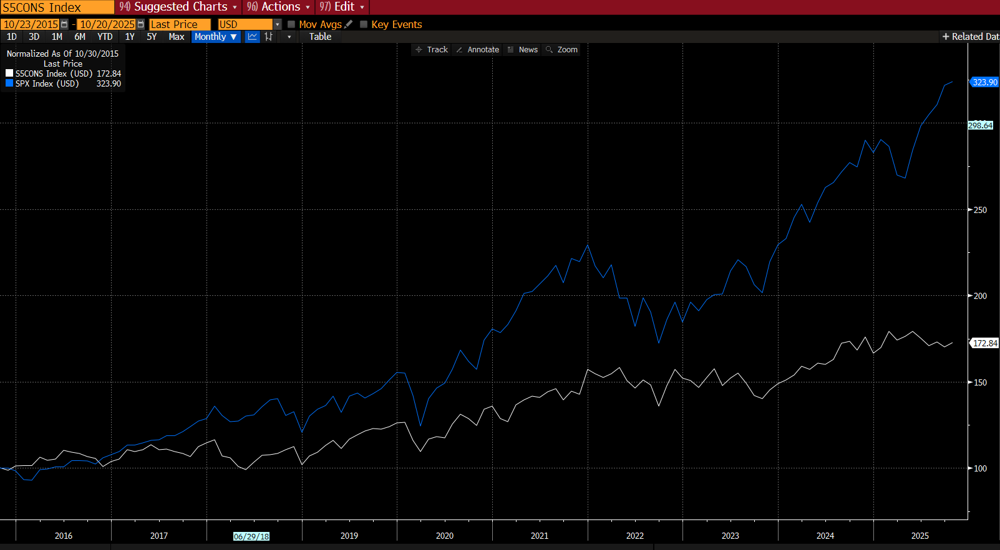 S5CONS Index 94) Suggested Charts 96) Actions 97) Edit
10/23/2015 - 10/20/2025 Last Price USD Mov Avgs Key Events
1D 3D 1M 6M YTD 1Y 5Y Max Monthly ▼ Table + Related Dat
Track Annotate News Zoom
Normalized As Of 10/30/2015
Last Price
S5CONS Index (USD) 172.84
SPX Index (USD) 323.90
323.90
298.64
250
200
172.84
150
100
2016 2017 06/29/18 2019 2020 2021 2022 2023 2024 2025